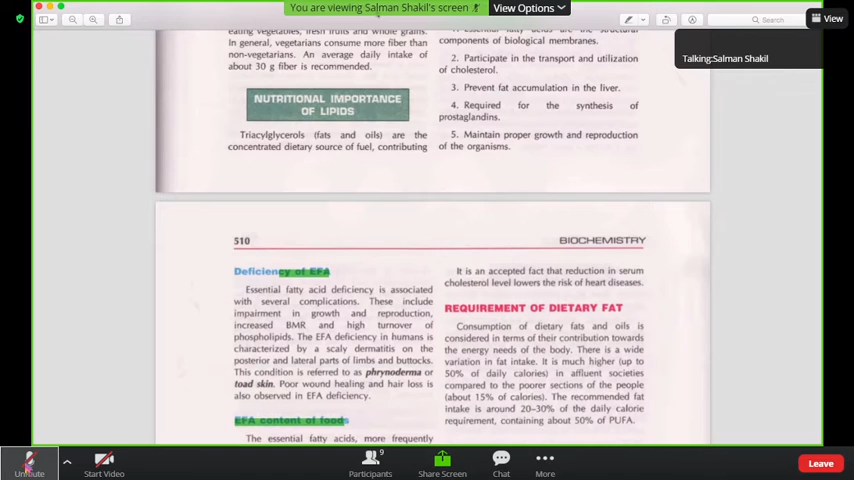 You are viewing Salman Shakil's screen
View Options
Search
View
Talking:Salman Shakil
eating vegetables, fresh fruits and whole grains.
In general, vegetarians consume more fiber than
non-vegetarians. An average daily intake of
about 30 g fiber is recommended.
NUTRITIONAL IMPORTANCE
OF LIPIDS
Triacylglycerols (fats and oils) are the
concentrated dietary source of fuel, contributing
1. Essential fatty acids are the structural
components of biological membranes.
2. Participate in the transport and utilization
of cholesterol.
3. Prevent fat accumulation in the liver.
4. Required for the synthesis of
prostaglandins.
5. Maintain proper growth and reproduction
of the organisms.
510
BIOCHEMISTRY
Deficiency of EFA
Essential fatty acid deficiency is associated
with several complications. These include
impairment in growth and reproduction,
increased BMR and high turnover of
phospholipids. The EFA deficiency in humans is
characterized by a scaly dermatitis on the
posterior and lateral parts of limbs and buttocks.
This condition is referred to as phrynoderma or
toad skin. Poor wound healing and hair loss is
also observed in EFA deficiency.
EFA content of foods
The essential fatty acids, more frequently
It is an accepted fact that reduction in serum
cholesterol level lowers the risk of heart diseases.
REQUIREMENT OF DIETARY FAT
Consumption of dietary fats and oils is
considered in terms of their contribution towards
the energy needs of the body. There is a wide
variation in fat intake. It is much higher (up to
50% of daily calories) in affluent societies
compared to the poorer sections of the people
(about 15% of calories). The recommended fat
intake is around 20–30% of the daily calorie
requirement, containing about 50% of PUFA.
Unmute
Start Video
9
Participants
Share Screen
Chat
More
Leave